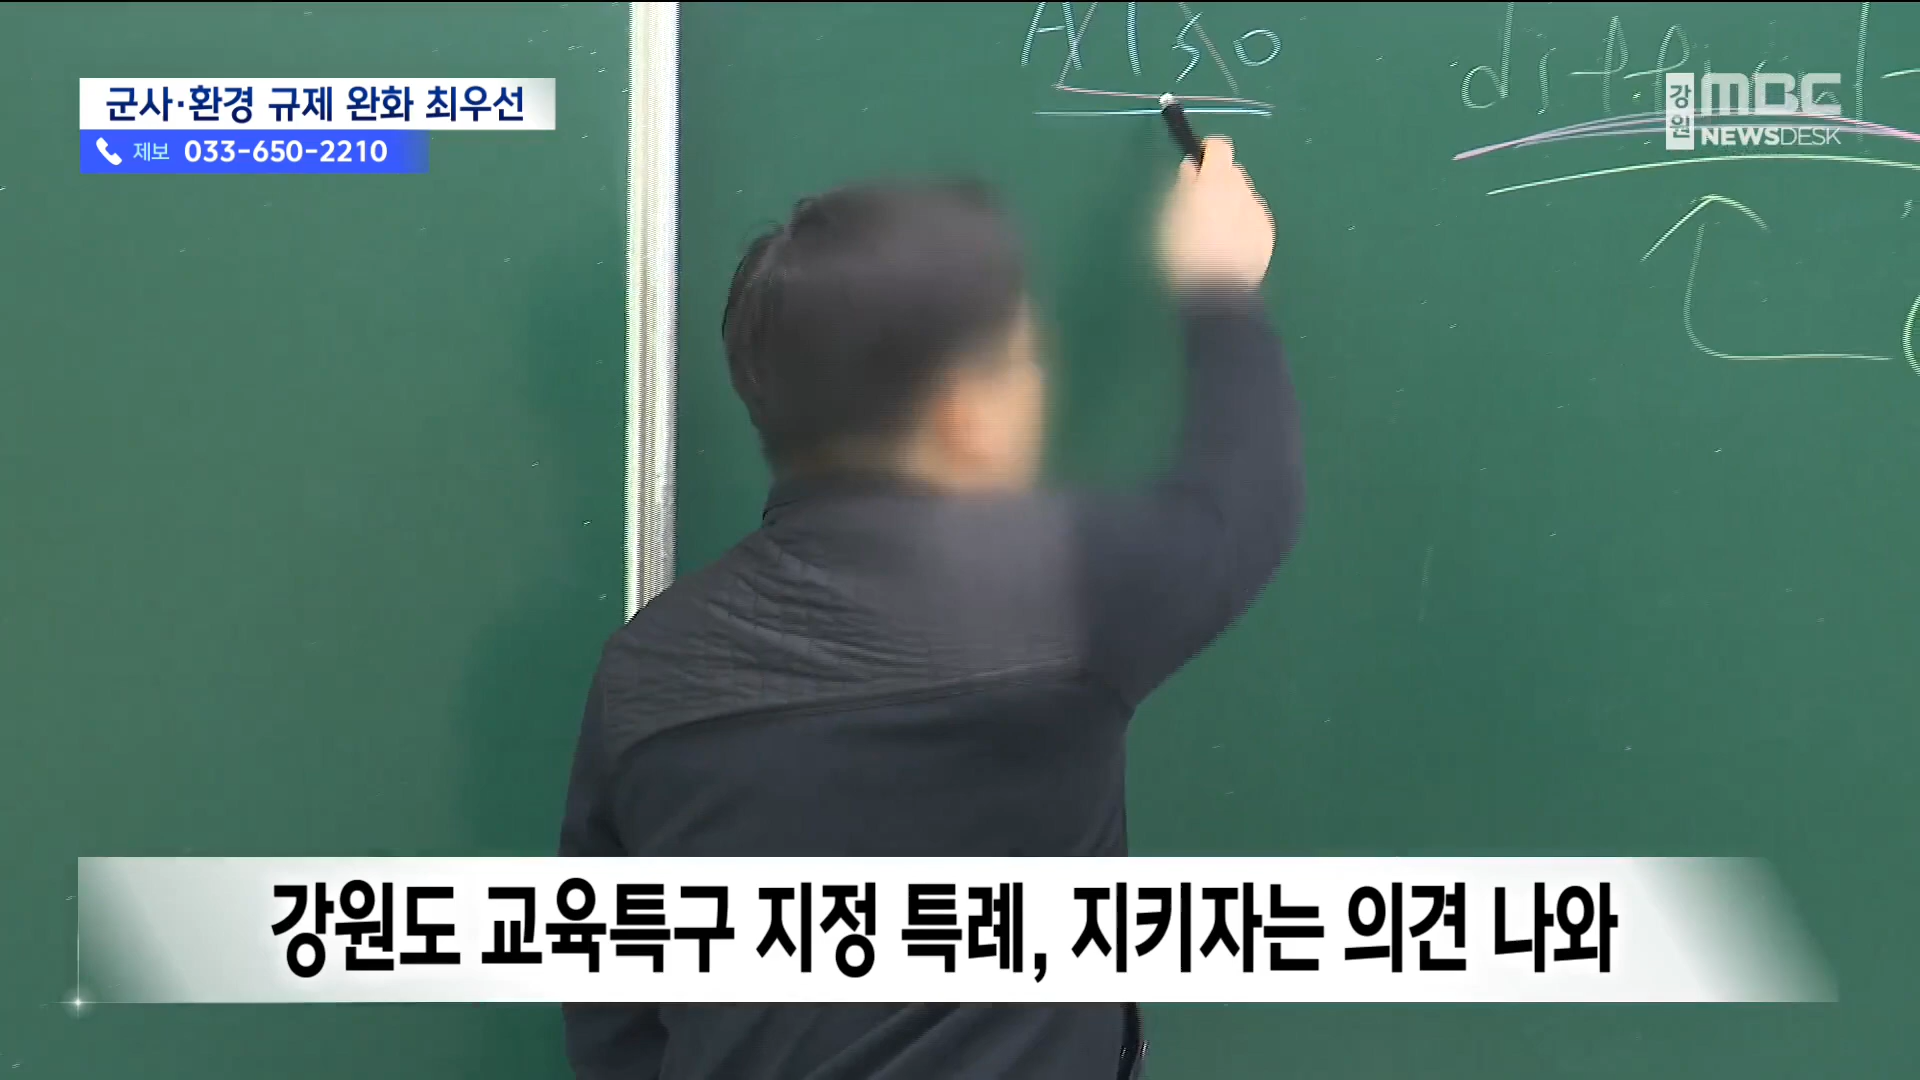 Also
군사·환경 규제 완화 최우선
제보 033-650-2210
강원 MBC
NEWSDESK
강원도 교육특구 지정 특례, 지키자는 의견 나와